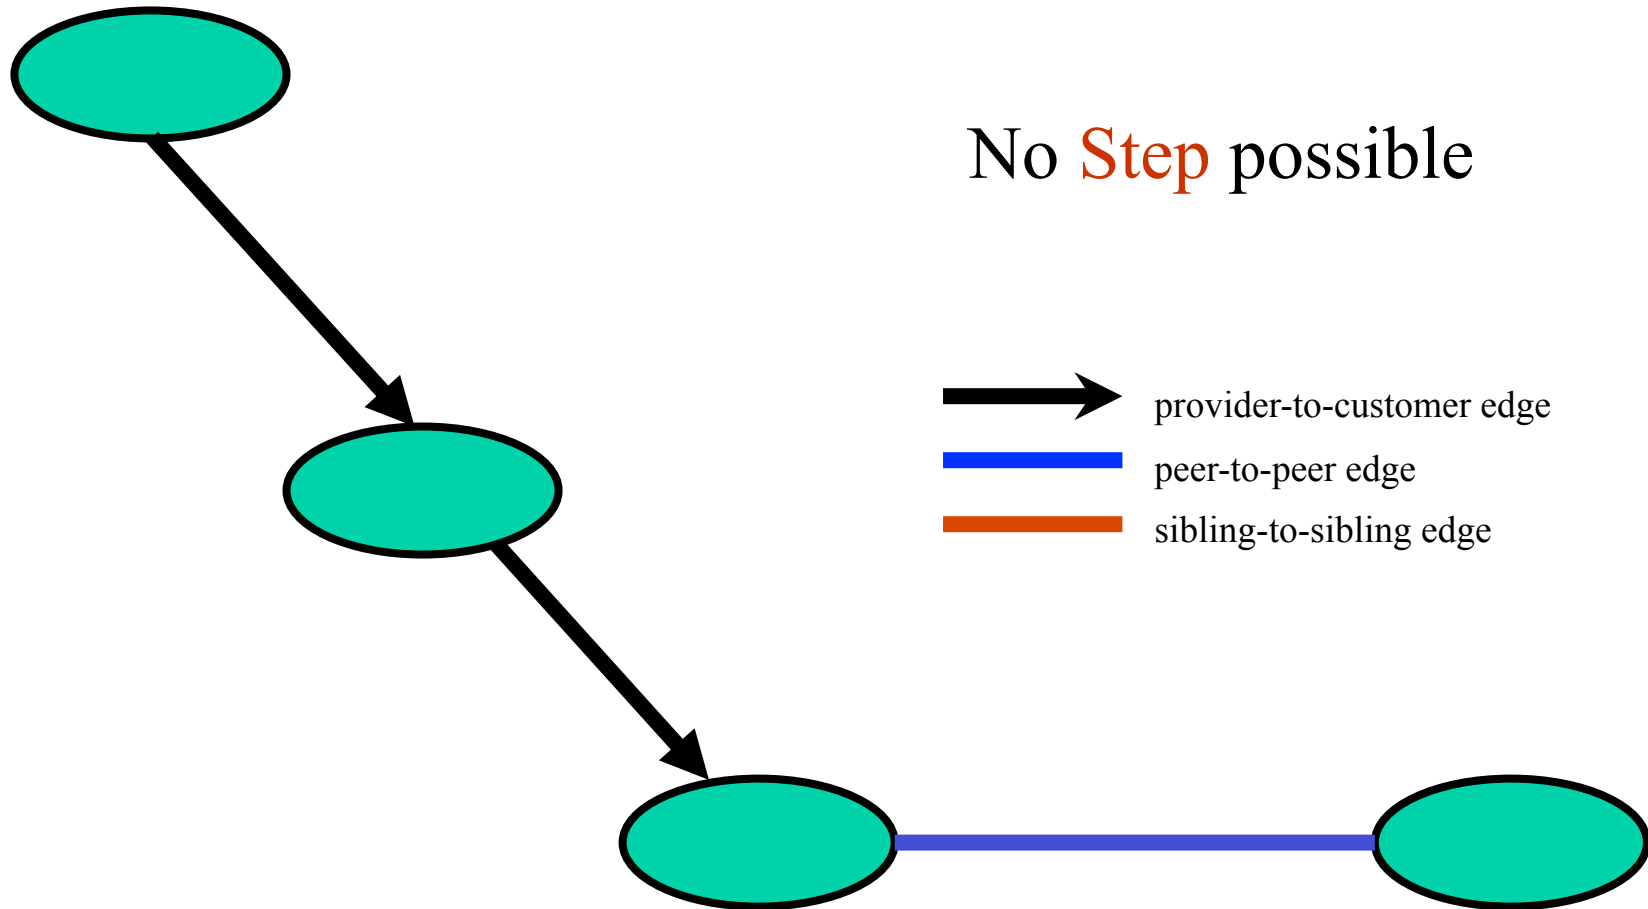 No Step possible
provider-to-customer edge
peer-to-peer edge
sibling-to-sibling edge